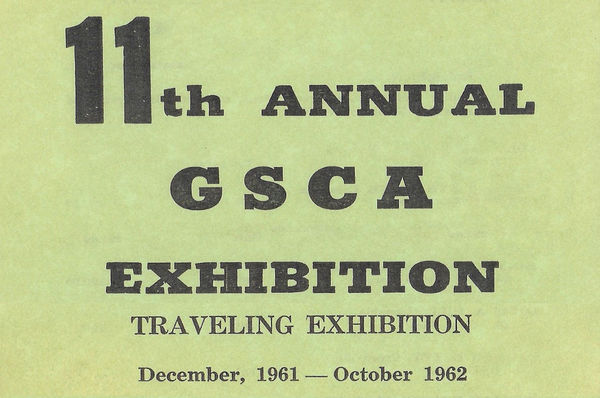 11th ANNUAL
GSCA
EXHIBITION
TRAVELING EXHIBITION
December, 1961 — October 1962